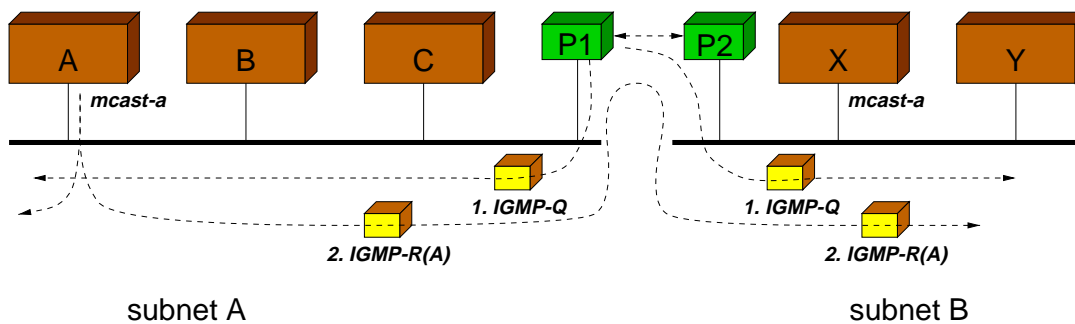 A
B
C
P1
P2
X
Y
mcast-a
mcast-a
1. IGMP-Q
1. IGMP-Q
2. IGMP-R(A)
2. IGMP-R(A)
subnet A
subnet B